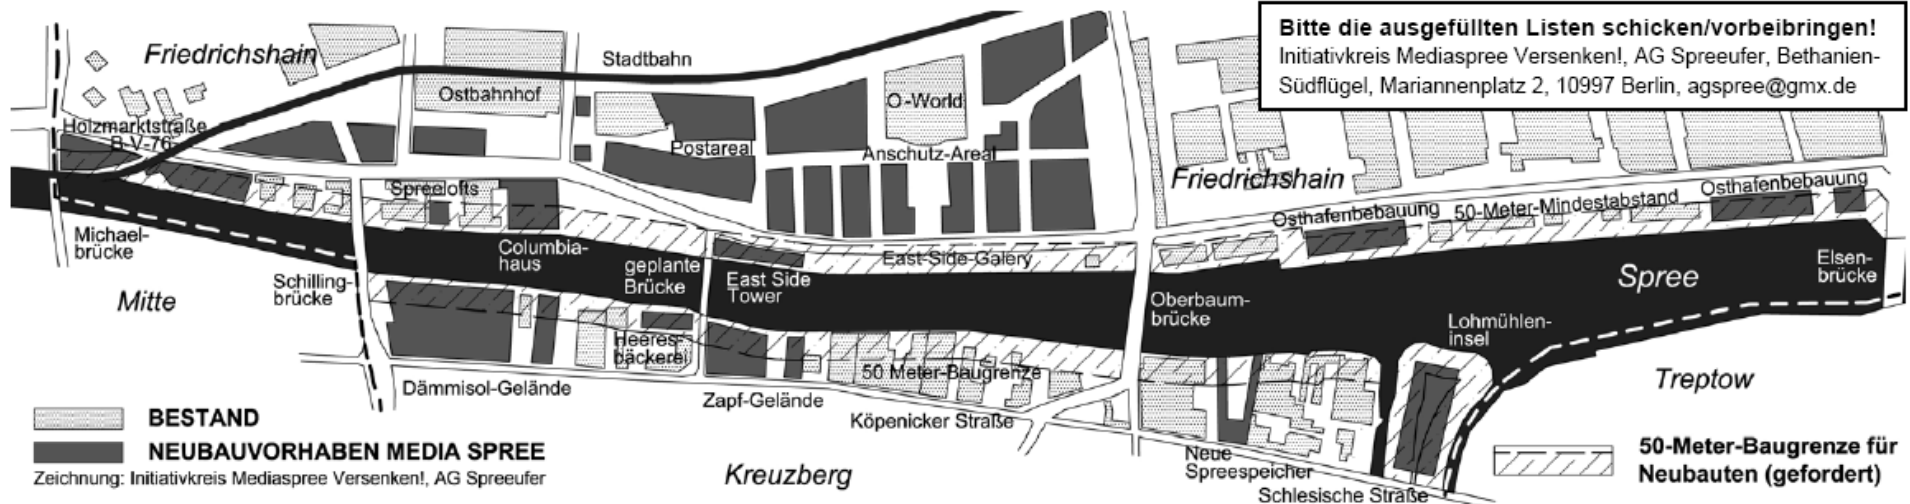 Bitte die ausgefüllten Listen schicken/vorbeibringen!
Initiativkreis Mediaspree Versenken!, AG Spreeufer, Bethanien-
Südflügel, Mariannenplatz 2, 10997 Berlin, agspree@gmx.de
Friedrichshain
Stadtbahn
Ostbahnhof
O-World
Holzmarktstraße
B-V-76
Postareal
Anschutz-Areal
Friedrichshain
Spreelofts
Osthafenbebauung
50-Meter-Mindestabstand
Osthafenbebauung
Michael-
brücke
Columbia-
haus
geplante
Brücke
East Side
Tower
East-Side-Galery
Elsen-
brücke
Spree
Schilling-
brücke
Mitte
Oberbaum-
brücke
Lohmühlen-
insel
Heeres-
bäckerei
50 Meter-Baugrenze
Treptow
Dämmisol-Gelände
Zapf-Gelände
Köpenicker Straße
BESTAND
NEUBAUVORHABEN MEDIA SPREE
Zeichnung: Initiativkreis Mediaspree Versenken!, AG Spreeufer
Kreuzberg
Neue
Spreespeicher
Schlesische Straße
50-Meter-Baugrenze für
Neubauten (gefordert)